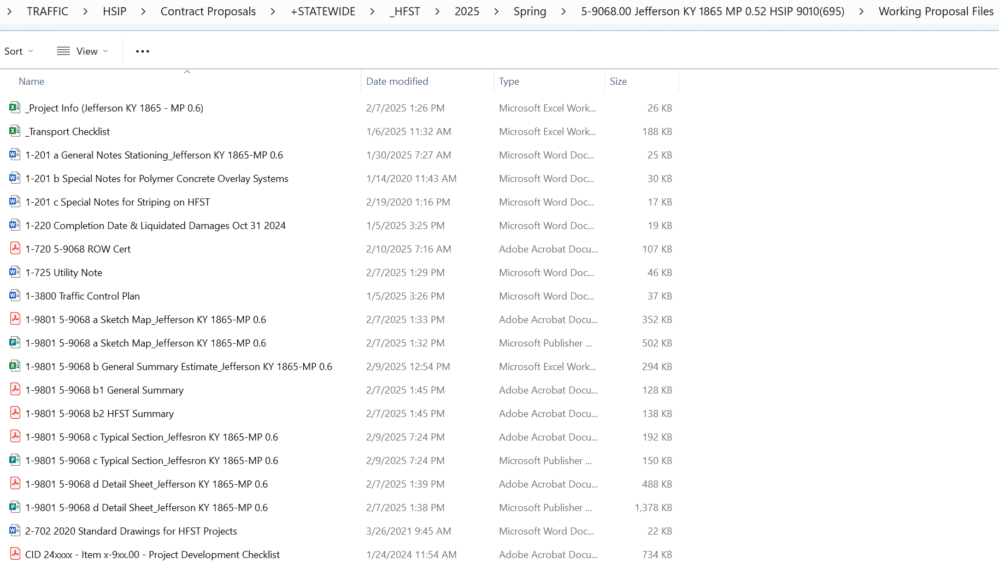 TRAFFIC > HSIP > Contract Proposals > +STATEWIDE > _HFST > 2025 > Spring > 5-9068.00 Jefferson KY 1865 MP 0.52 HSIP 9010(695) > Working Proposal Files
Sort View •••
Name Date modified Type Size
_Project Info (Jefferson KY 1865 - MP 0.6) 2/7/2025 1:26 PM Microsoft Excel Work... 26 KB
_Transport Checklist 1/6/2025 11:32 AM Microsoft Excel Work... 188 KB
1-201 a General Notes Stationing_Jefferson KY 1865-MP 0.6 1/30/2025 7:27 AM Microsoft Word Doc... 25 KB
1-201 b Special Notes for Polymer Concrete Overlay Systems 1/14/2020 11:43 AM Microsoft Word Doc... 30 KB
1-201 c Special Notes for Striping on HFST 2/19/2020 1:16 PM Microsoft Word Doc... 17 KB
1-220 Completion Date & Liquidated Damages Oct 31 2024 1/5/2025 3:25 PM Microsoft Word Doc... 19 KB
1-720 5-9068 ROW Cert 2/10/2025 7:16 AM Adobe Acrobat Docu... 107 KB
1-725 Utility Note 2/7/2025 1:29 PM Microsoft Word Doc... 46 KB
1-3800 Traffic Control Plan 1/5/2025 3:26 PM Microsoft Word Doc... 37 KB
1-9801 5-9068 a Sketch Map_Jefferson KY 1865-MP 0.6 2/7/2025 1:33 PM Adobe Acrobat Docu... 352 KB
1-9801 5-9068 a Sketch Map_Jefferson KY 1865-MP 0.6 2/7/2025 1:32 PM Microsoft Publisher ... 502 KB
1-9801 5-9068 b General Summary Estimate_Jefferson KY 1865-MP 0.6 2/9/2025 12:54 PM Microsoft Excel Work... 294 KB
1-9801 5-9068 b1 General Summary 2/7/2025 1:45 PM Adobe Acrobat Docu... 128 KB
1-9801 5-9068 b2 HFST Summary 2/7/2025 1:45 PM Adobe Acrobat Docu... 138 KB
1-9801 5-9068 c Typical Section_Jeffesron KY 1865-MP 0.6 2/9/2025 7:24 PM Adobe Acrobat Docu... 192 KB
1-9801 5-9068 c Typical Section_Jeffesron KY 1865-MP 0.6 2/9/2025 7:24 PM Microsoft Publisher ... 150 KB
1-9801 5-9068 d Detail Sheet_Jefferson KY 1865-MP 0.6 2/7/2025 1:39 PM Adobe Acrobat Docu... 488 KB
1-9801 5-9068 d Detail Sheet_Jefferson KY 1865-MP 0.6 2/7/2025 1:38 PM Microsoft Publisher ... 1,378 KB
2-702 2020 Standard Drawings for HFST Projects 3/26/2021 9:45 AM Microsoft Word Doc... 22 KB
CID 24xxxx - Item x-9xx.00 - Project Development Checklist 1/24/2024 11:54 AM Adobe Acrobat Docu... 734 KB